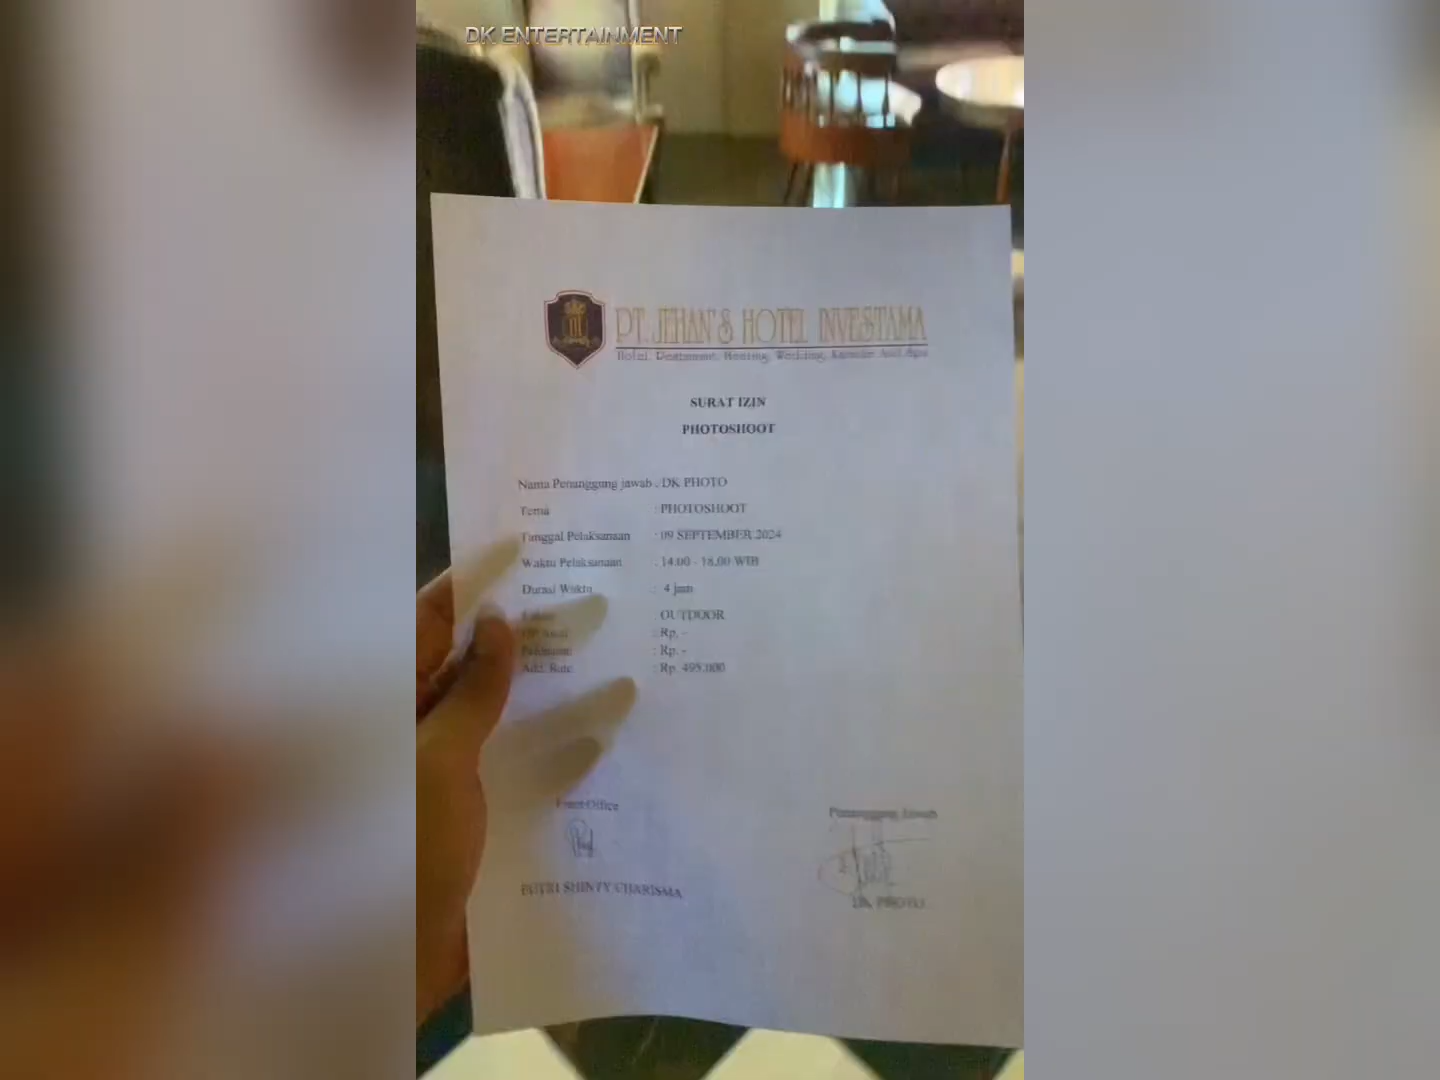 DK ENTERTAINMENT
PT. JEHAN'S HOTEL INVESTAMA
SURAT IZIN
PHOTOSHOOT
Nama Penanggung jawab : DK PHOTO
Tema : PHOTOSHOOT
Tanggal Pelaksanaan : 09 SEPTEMBER 2024
Waktu Pelaksanaan : 14.00 - 18.00 WIB
Durasi Waktu : 4 jam
: OUTDOOR
: Rp. -
: Rp. -
Add. Rate : Rp. 495.000
Front Office
Penanggung Jawab
PUTRI SHINTY CHARISMA
DK PHOTO